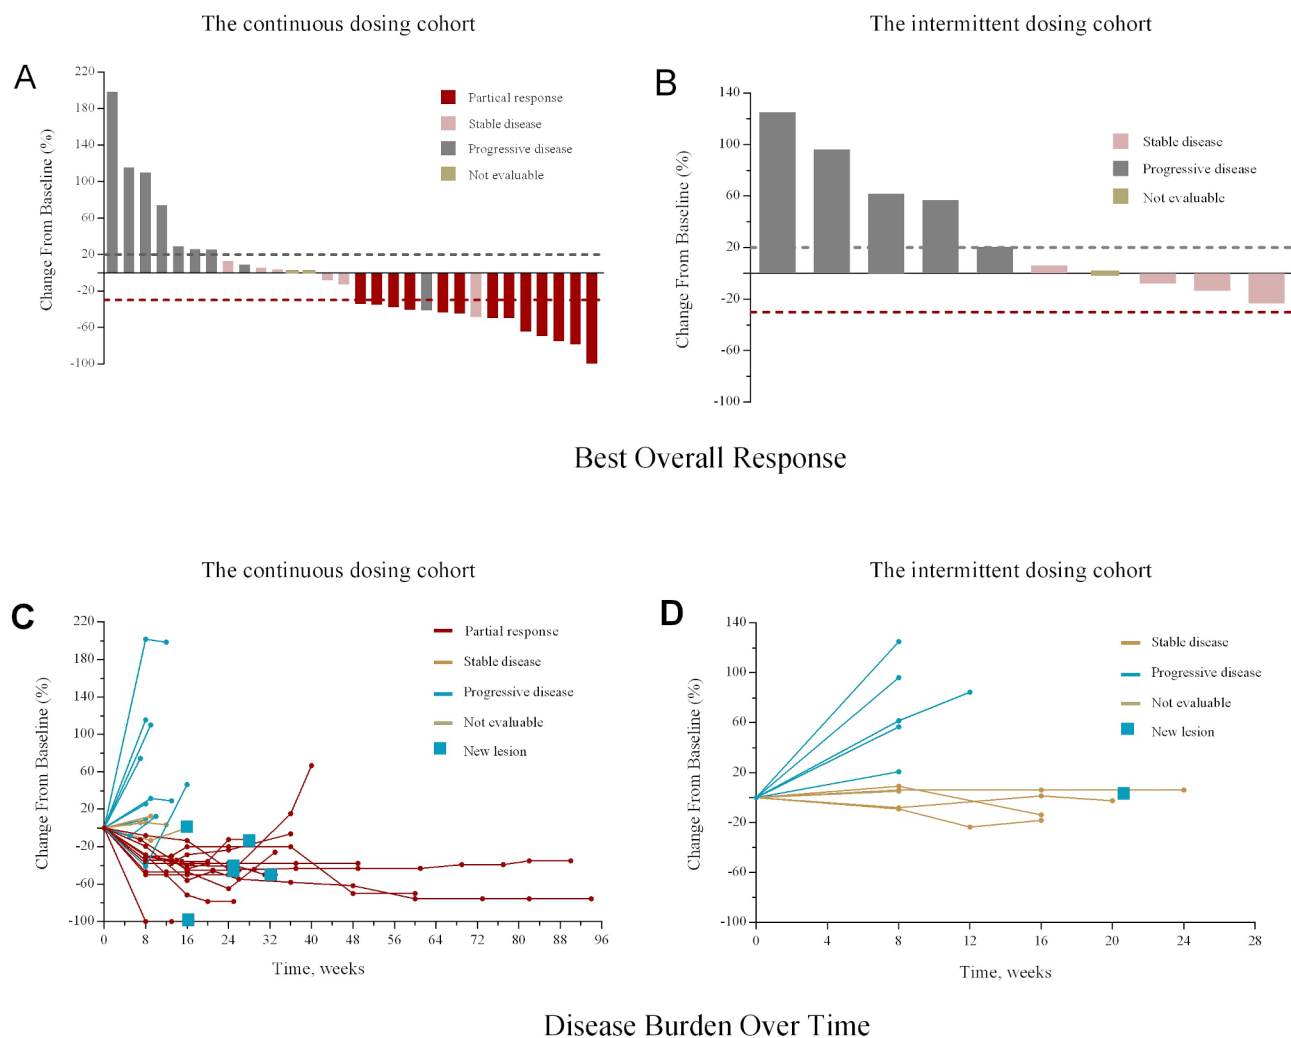 The continuous dosing cohort
The intermittent dosing cohort
A
220
180
140
100
60
20
-20
-60
-100
Change From Baseline (%)
Partical response
Stable disease
Progressive disease
Not evaluable
B
140
100
60
20
-20
-60
-100
Change From Baseline (%)
Stable disease
Progressive disease
Not evaluable
Best Overall Response
The continuous dosing cohort
The intermittent dosing cohort
C
220
180
140
100
60
20
-20
-60
-100
Change From Baseline (%)
Partial response
Stable disease
Progressive disease
Not evaluable
New lesion
0 8 16 24 32 40 48 56 64 72 80 88 96
Time, weeks
D
140
100
60
20
-20
-60
-100
Change From Baseline (%)
Stable disease
Progressive disease
Not evaluable
New lesion
0 4 8 12 16 20 24 28
Time, weeks
Disease Burden Over Time